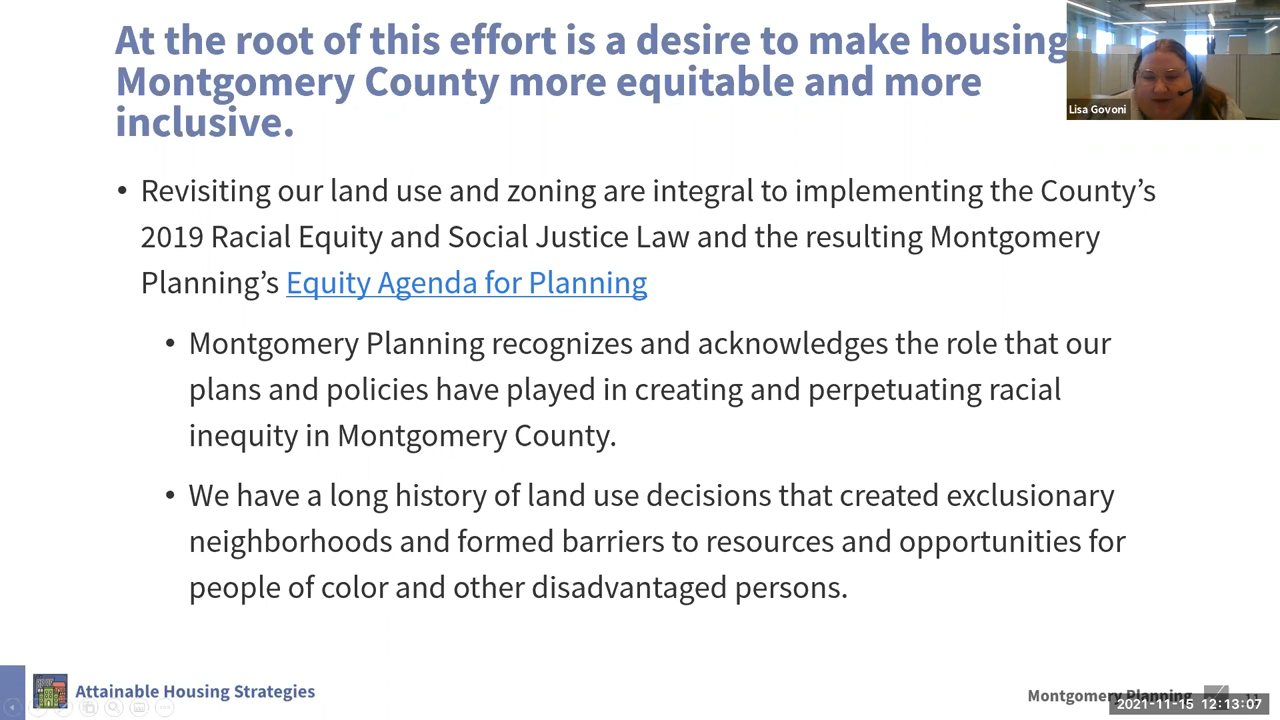 At the root of this effort is a desire to make housing
Montgomery County more equitable and more
inclusive.
Lisa Govoni
• Revisiting our land use and zoning are integral to implementing the County’s
2019 Racial Equity and Social Justice Law and the resulting Montgomery
Planning’s Equity Agenda for Planning
• Montgomery Planning recognizes and acknowledges the role that our
plans and policies have played in creating and perpetuating racial
inequity in Montgomery County.
• We have a long history of land use decisions that created exclusionary
neighborhoods and formed barriers to resources and opportunities for
people of color and other disadvantaged persons.
Attainable Housing Strategies
Montgomery Planning
2021-11-15 12:13:07